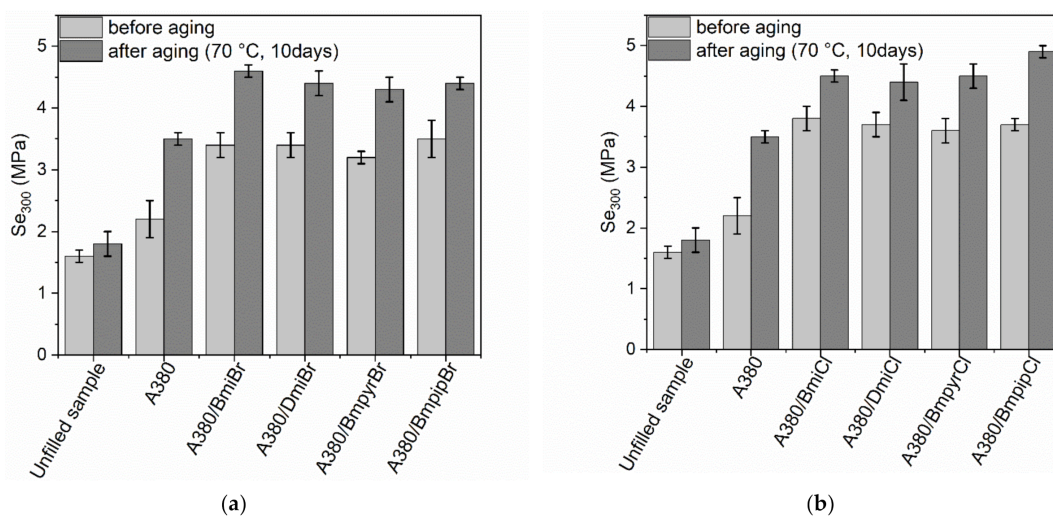 before aging
after aging (70 °C, 10days)
5
4
3
2
1
0
Se300 (MPa)
Unfilled sample
A380
A380/BmiBr
A380/DmiBr
A380/BmpyrBr
A380/BmpipBr
(a)
before aging
after aging (70 °C, 10days)
5
4
3
2
1
0
Se300 (MPa)
Unfilled sample
A380
A380/BmiCl
A380/DmiCl
A380/BmpyrCl
A380/BmpipCl
(b)